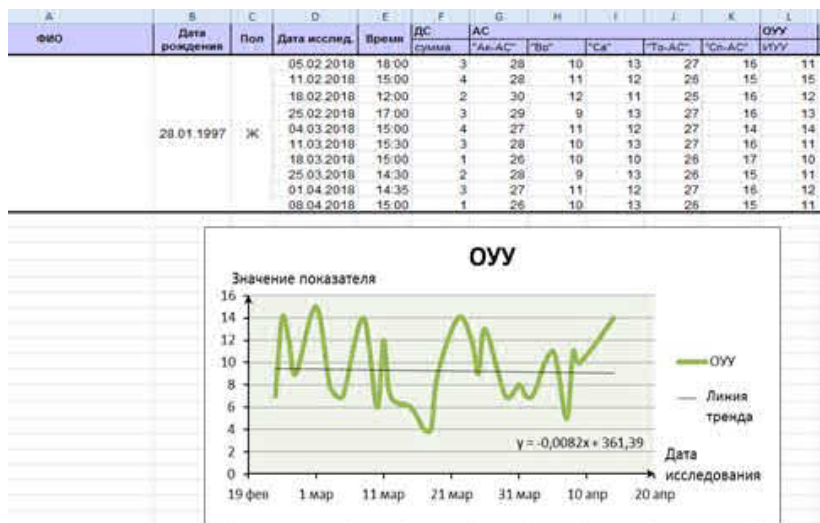 A B C D E F G H I J K L
ФИО Дата рождения Пол Дата исслед. Время ДС АС ОУУ
сумма "Ае-АС" "Во" "Са" "То-АС" "Сп-АС" ИУУ
05.02.2018 18:00 3 28 10 13 27 16 11
11.02.2018 15:00 4 28 11 12 26 15 15
18.02.2018 12:00 2 30 12 11 25 16 12
25.02.2018 17:00 3 29 9 13 27 16 13
28.01.1997 Ж 04.03.2018 15:00 4 27 11 12 27 14 14
11.03.2018 15:30 3 28 10 13 27 16 11
18.03.2018 15:00 1 26 10 10 26 17 10
25.03.2018 14:30 2 28 9 13 26 15 11
01.04.2018 14:35 3 27 11 12 27 16 12
08.04.2018 15:00 1 26 10 13 26 15 11
ОУУ
Значение показателя
16
14
12
10
8
6
4
2
0
19 фев 1 мар 11 мар 21 мар 31 мар 10 апр 20 апр
y = -0,0082x + 361,39
Дата
исследования
ОУУ
Линия
тренда